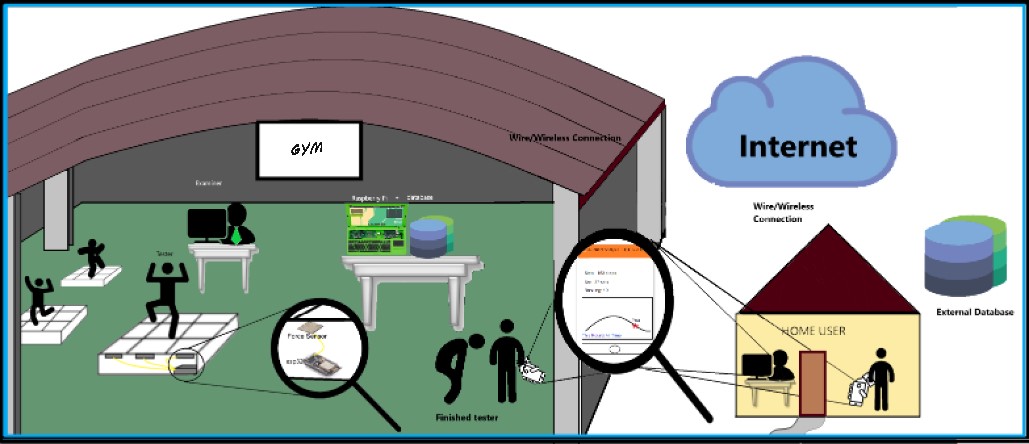 GYM
Wire/Wireless Connection
Internet
Examiner
Raspberry Pi + Database
Wire/Wireless
Connection
Tester
External Database
HOME USER
Force Sensor
Finished tester